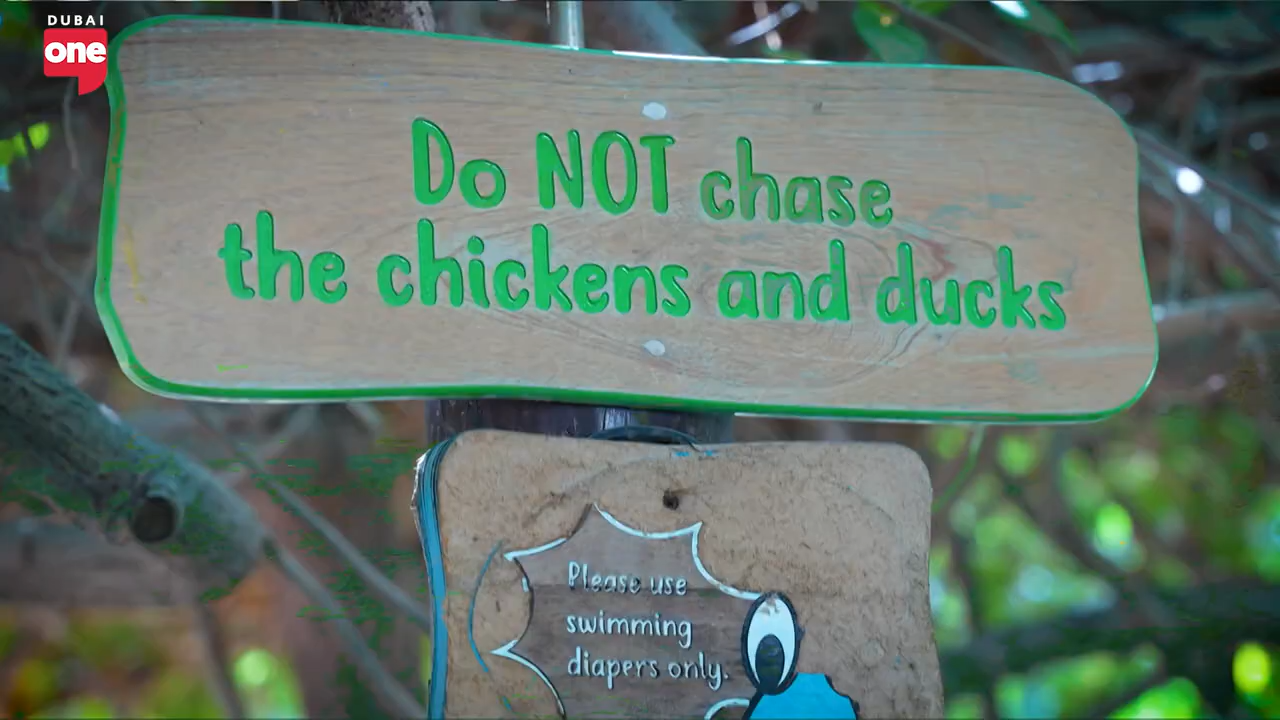 DUBAI
one
Do NOT chase
the chickens and ducks
Please use
swimming
diapers only.